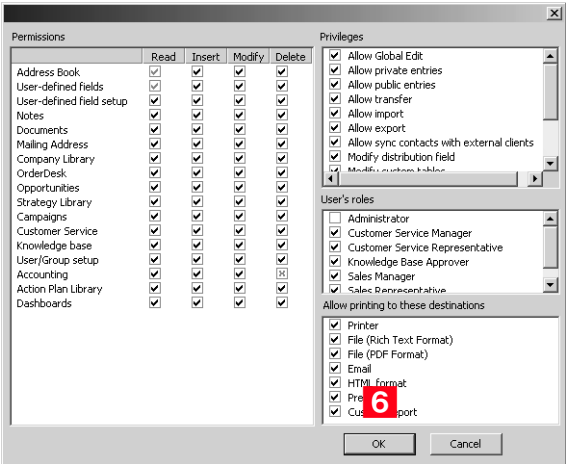 Permissions
Read Insert Modify Delete
Address Book
User-defined fields
User-defined field setup
Notes
Documents
Mailing Address
Company Library
OrderDesk
Opportunities
Strategy Library
Campaigns
Customer Service
Knowledge base
User/Group setup
Accounting
Action Plan Library
Dashboards
Privileges
Allow Global Edit
Allow private entries
Allow public entries
Allow transfer
Allow import
Allow export
Allow sync contacts with external clients
Modify distribution field
Modify custom tables
User's roles
Administrator
Customer Service Manager
Customer Service Representative
Knowledge Base Approver
Sales Manager
Sales Representative
Allow printing to these destinations
Printer
File (Rich Text Format)
File (PDF Format)
Email
HTML format
6
OK Cancel